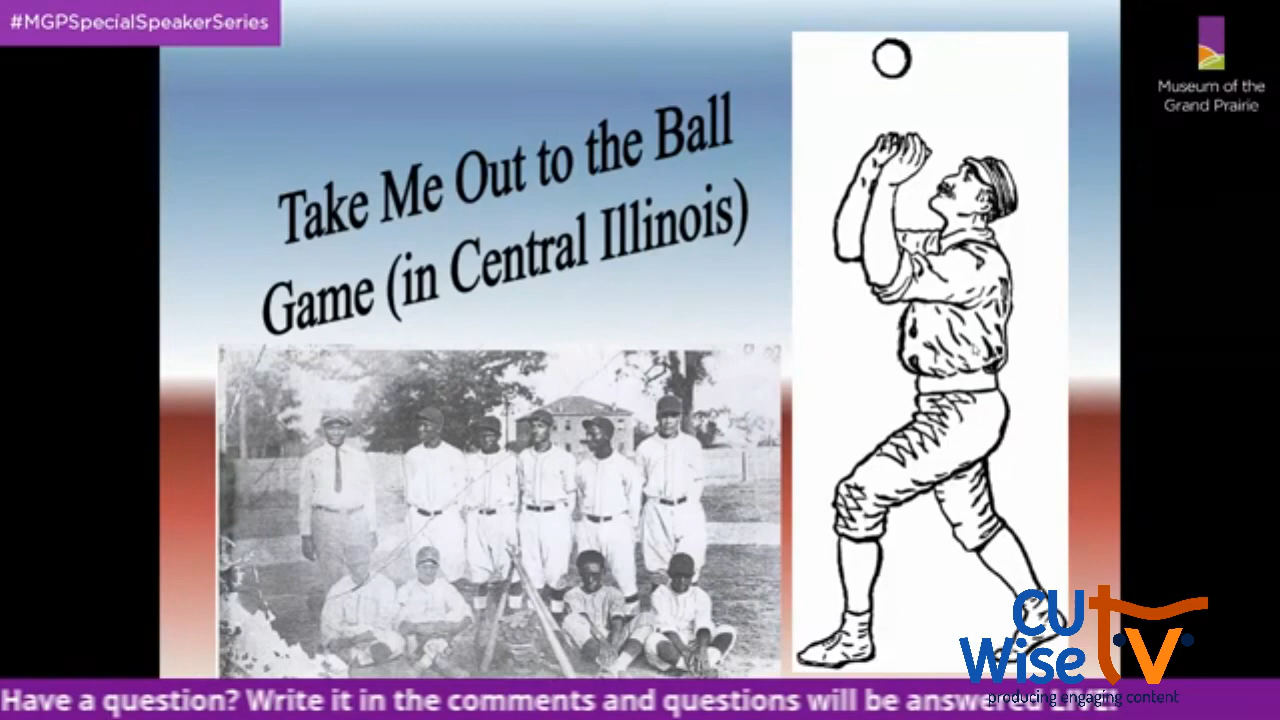 #MGPSpecialSpeakerSeries
Museum of the
Grand Prairie
Take Me Out to the Ball
Game (in Central Illinois)
CU
Wise tv
producing engaging content
Have a question? Write it in the comments and questions will be answered